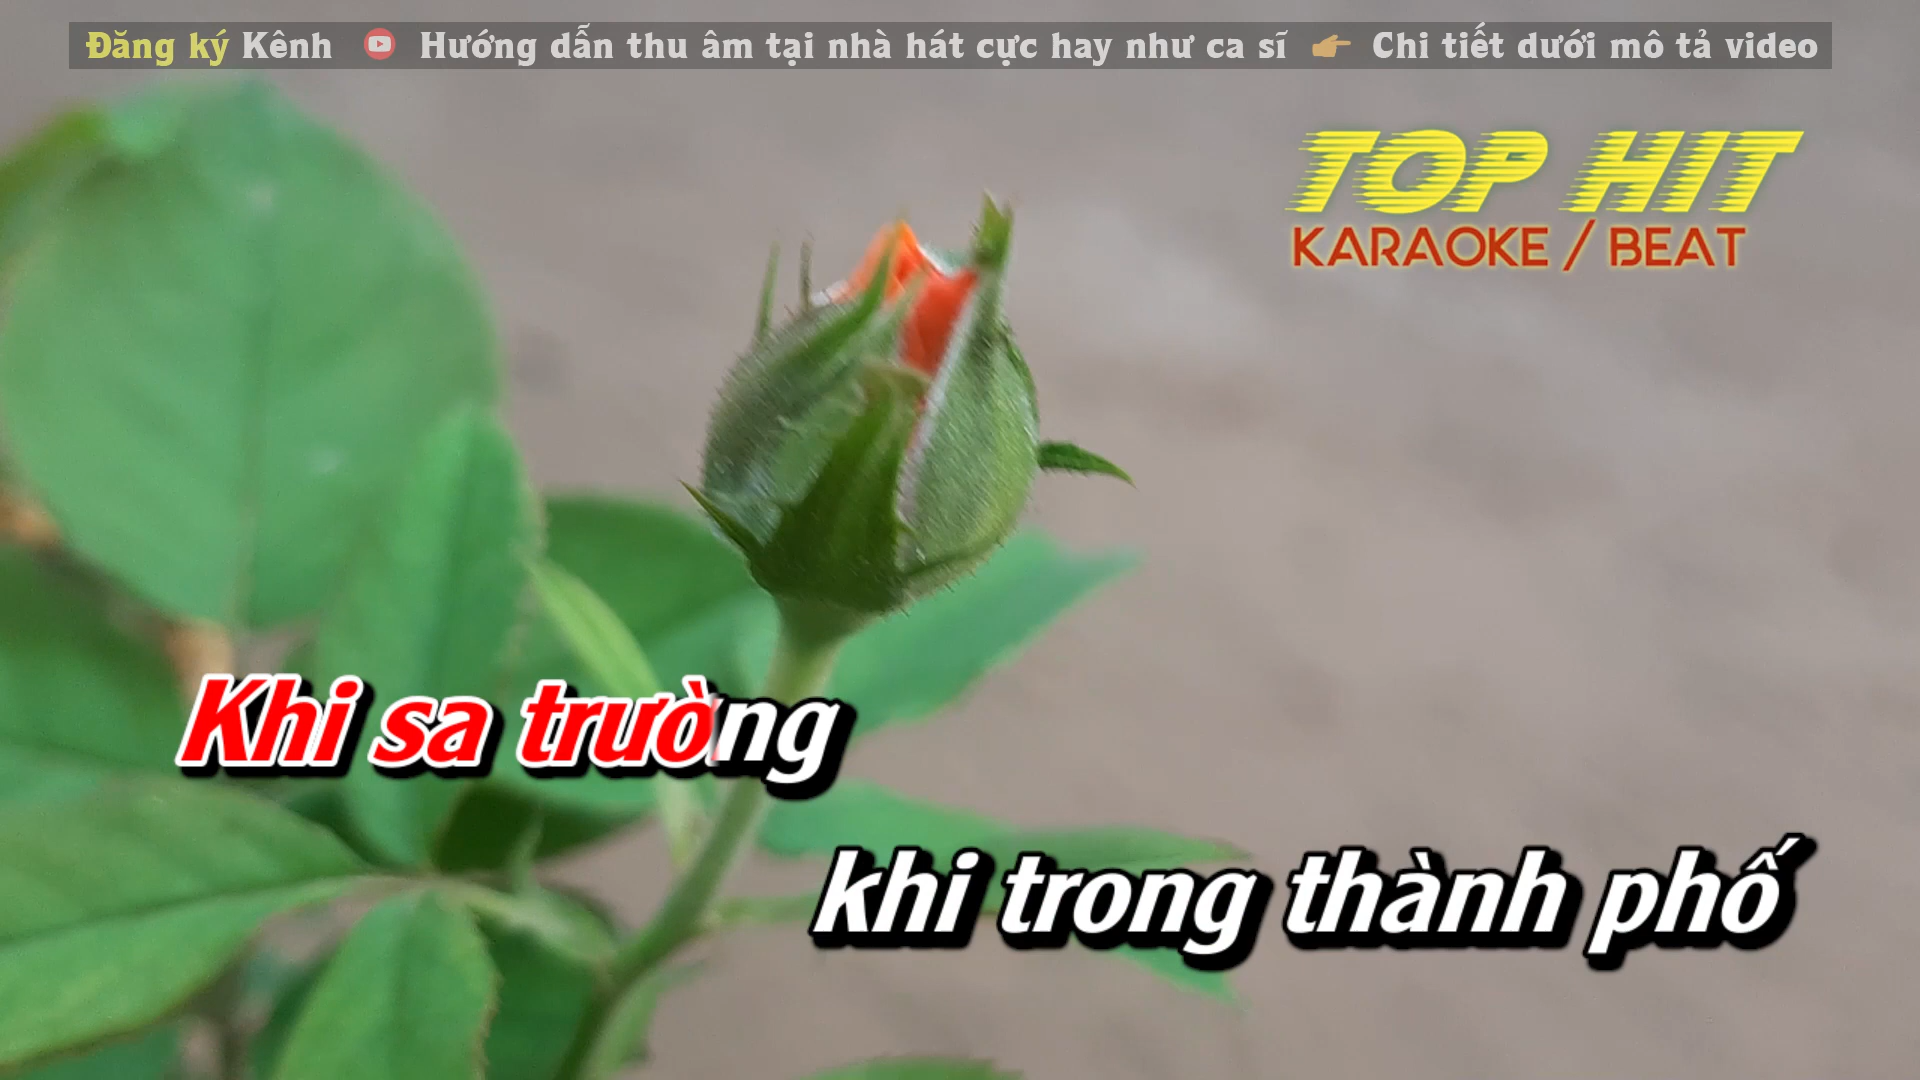 Đăng ký Kênh Hướng dẫn thu âm tại nhà hát cực hay như ca sĩ Chi tiết dưới mô tả video
TOP HIT
KARAOKE / BEAT
Khi sa trường
khi trong thành phố